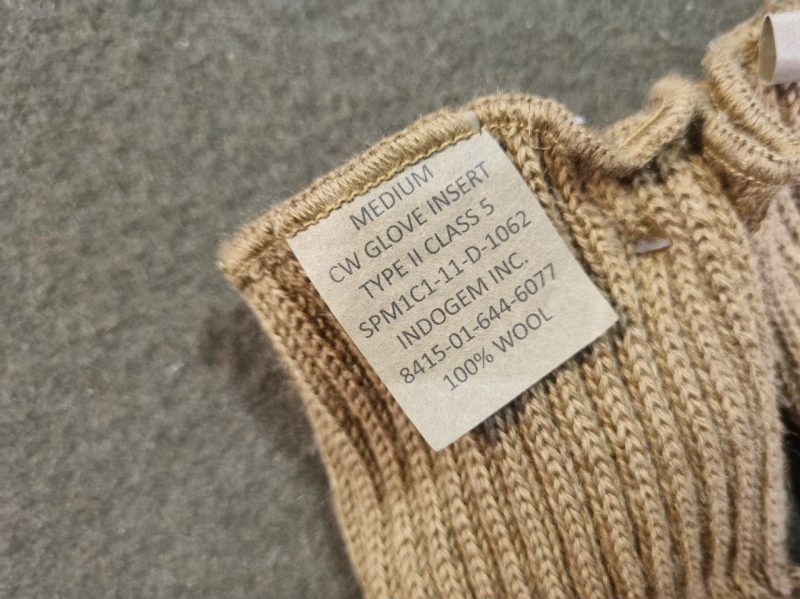 MEDIUM
CW GLOVE INSERT
TYPE II CLASS 5
SPM1C1-11-D-1062
INDOGEM INC.
8415-01-644-6077
100% WOOL